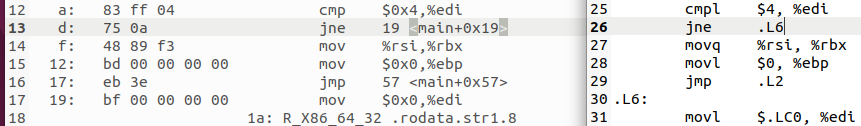 12 a: 83 ff 04 cmp $0x4,%edi
13 d: 75 0a jne 19 <main+0x19>
14 f: 48 89 f3 mov %rsi,%rbx
15 12: bd 00 00 00 00 mov $0x0,%ebp
16 17: eb 3e jmp 57 <main+0x57>
17 19: bf 00 00 00 00 mov $0x0,%edi
18 1a: R_X86_64_32 .rodata.str1.8
25 cmpl $4, %edi
26 jne .L6
27 movq %rsi, %rbx
28 movl $0, %ebp
29 jmp .L2
30 .L6:
31 movl $.LC0, %edi